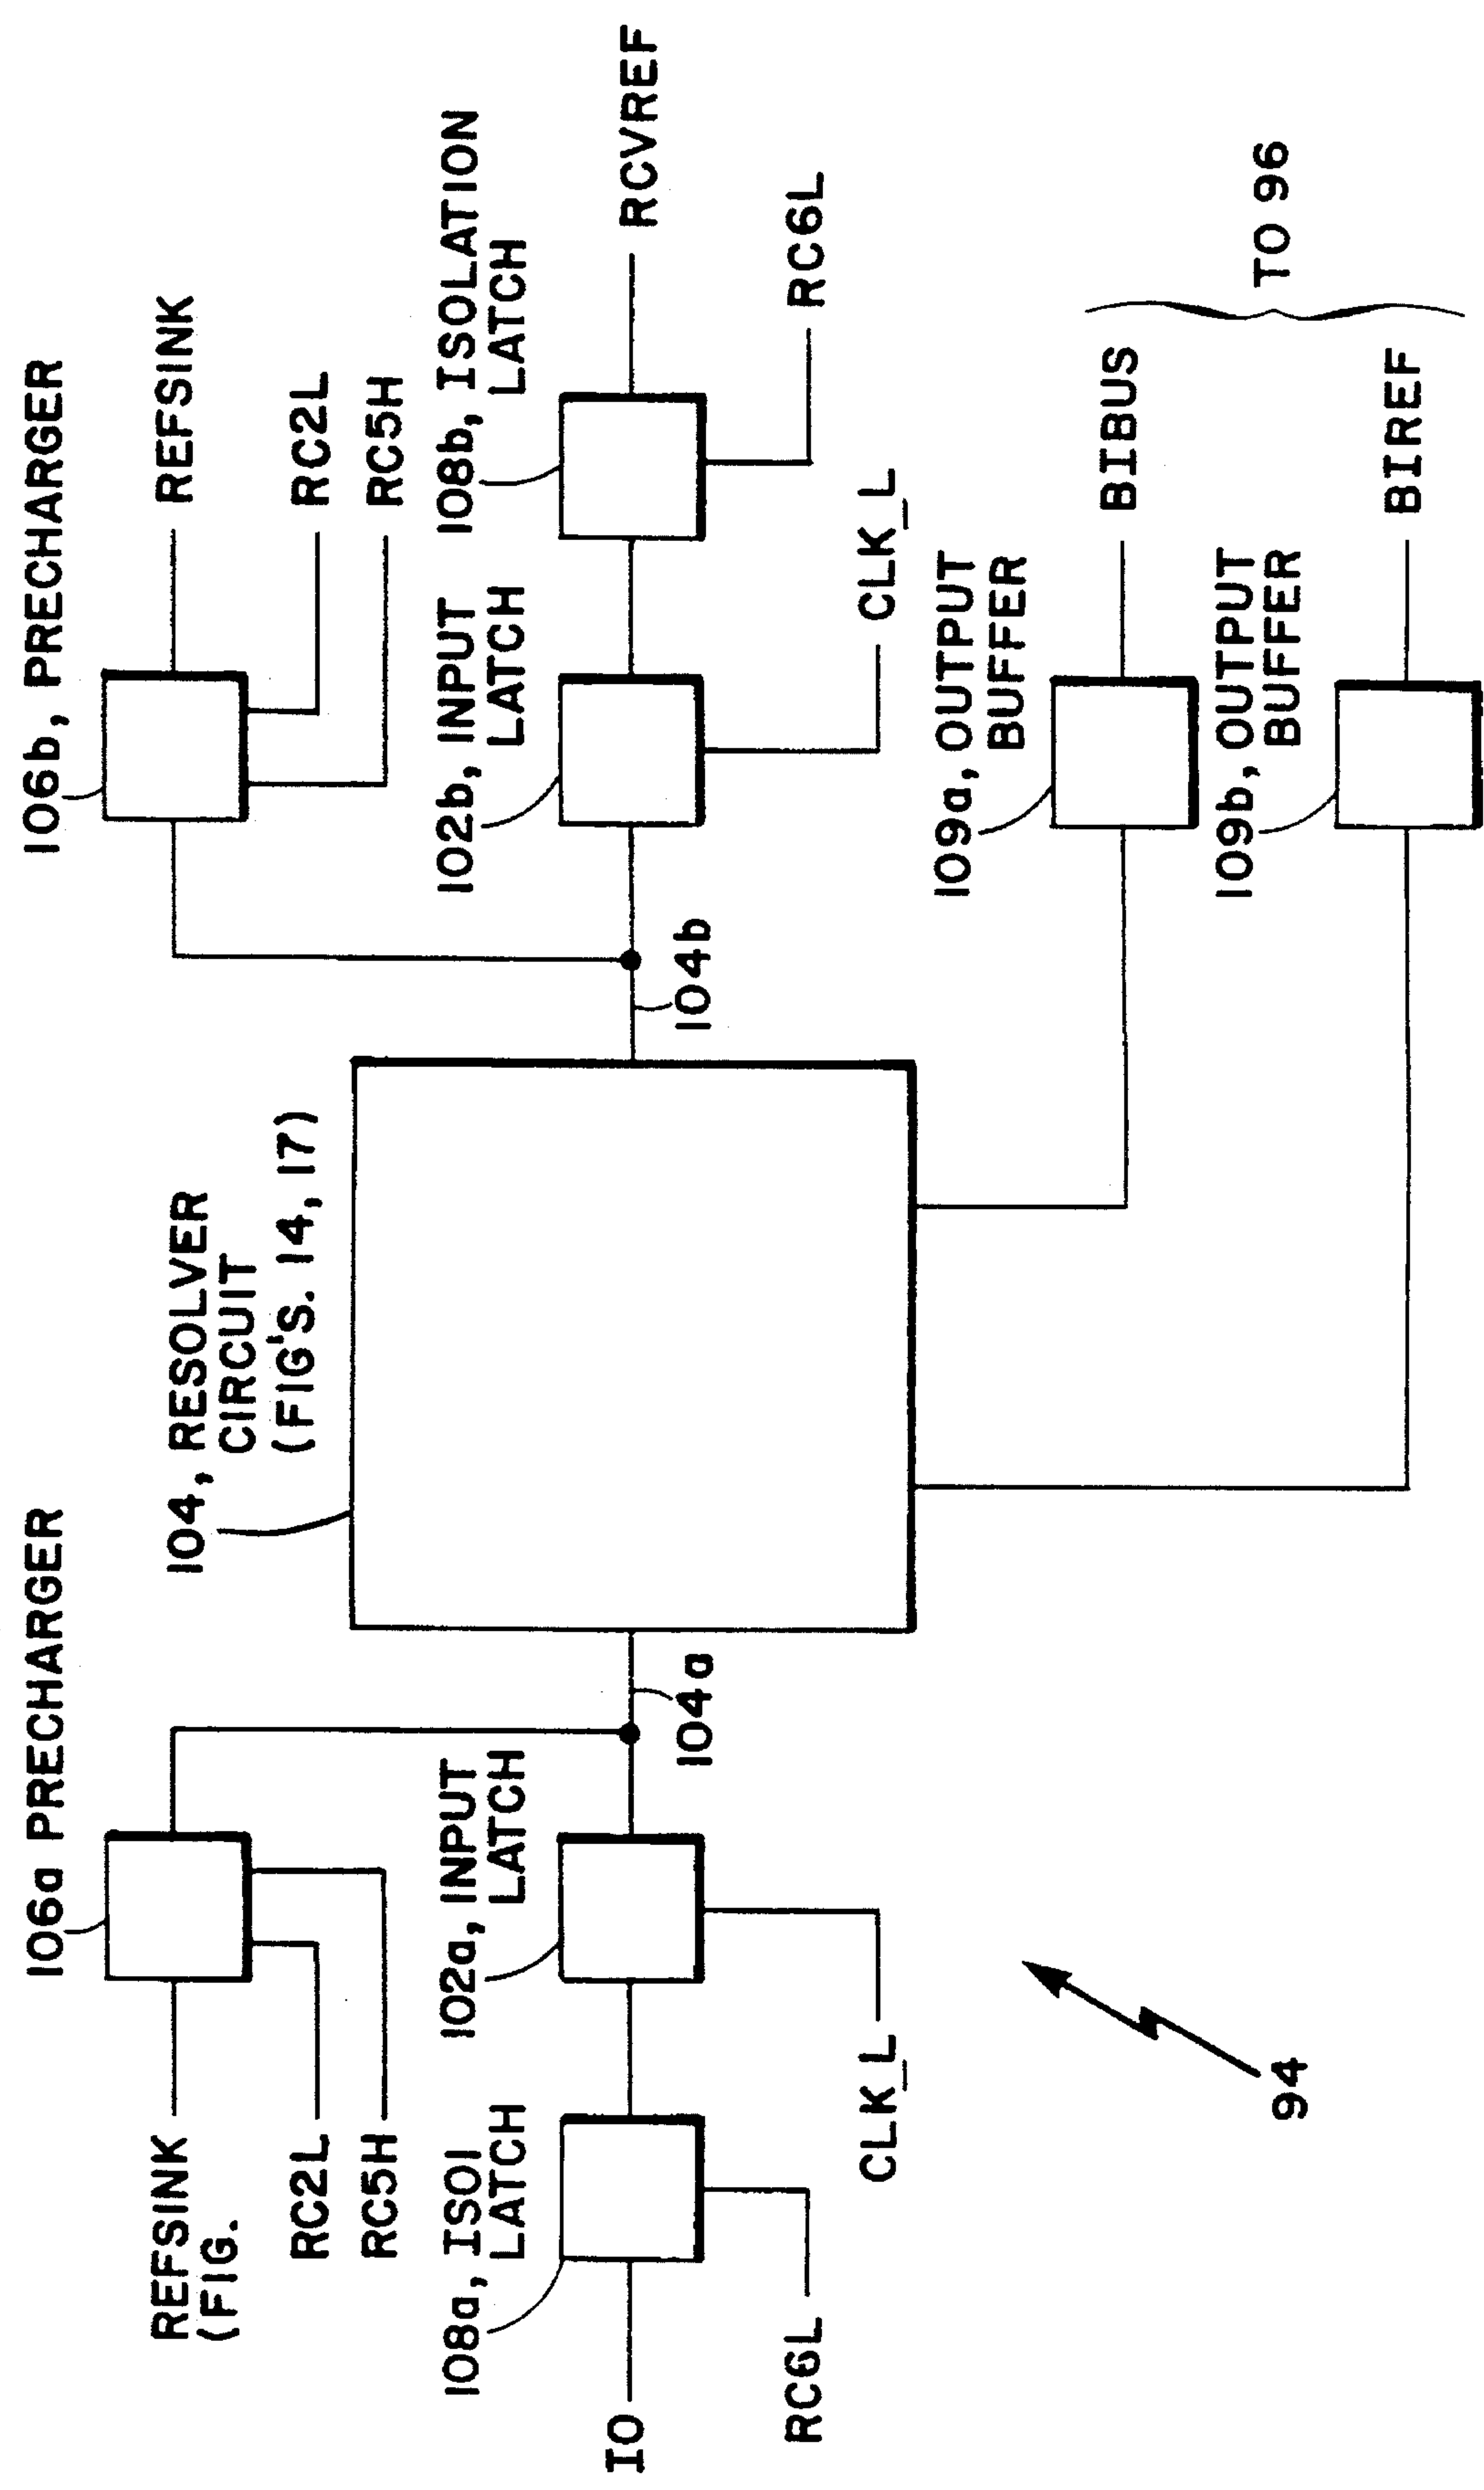 106a PRECHARGER
REFSINK
(FIG.
RC2L
RC5H
108a, ISOI
LATCH
102a, INPUT
LATCH
IO
RC6L
CLK_L
104a
104, RESOLVER
CIRCUIT
(FIG'S. 14, 17)
104b
106b, PRECHARGER
REFSINK
RC2L
RC5H
102b, INPUT
LATCH
108b, ISOLATION
LATCH
RCVREF
RC6L
CLK_L
109a, OUTPUT
BUFFER
BIBUS
109b, OUTPUT
BUFFER
BIREF
TO 96
94